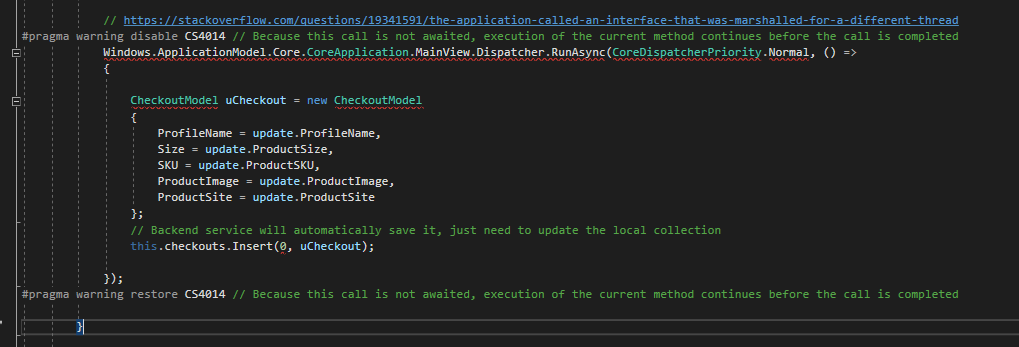 // https://stackoverflow.com/questions/19341591/the-application-called-an-interface-that-was-marshalled-for-a-different-thread
#pragma warning disable CS4014 // Because this call is not awaited, execution of the current method continues before the call is completed
Windows.ApplicationModel.Core.CoreApplication.MainView.Dispatcher.RunAsync(CoreDispatcherPriority.Normal, () =>
{
CheckoutModel uCheckout = new CheckoutModel
{
ProfileName = update.ProfileName,
Size = update.ProductSize,
SKU = update.ProductSKU,
ProductImage = update.ProductImage,
ProductSite = update.ProductSite
};
// Backend service will automatically save it, just need to update the local collection
this.checkouts.Insert(0, uCheckout);
});
#pragma warning restore CS4014 // Because this call is not awaited, execution of the current method continues before the call is completed
}